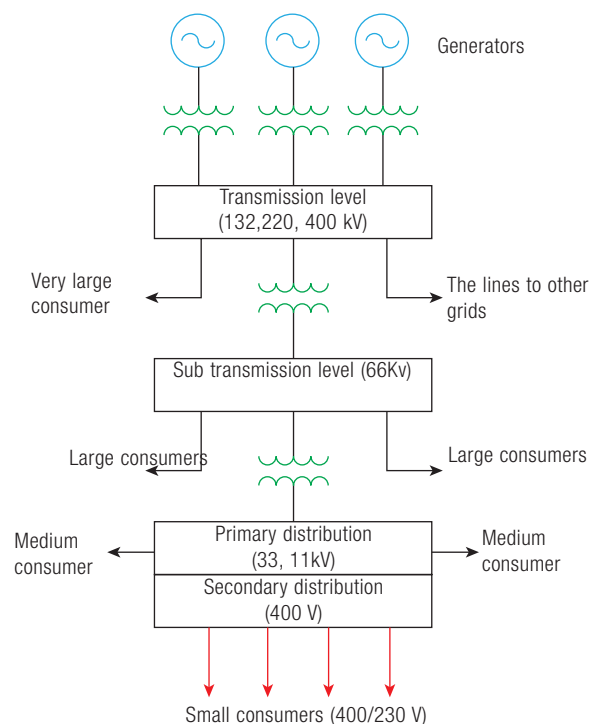 Generators
Transmission level
(132,220, 400 kV)
Very large
consumer
The lines to other
grids
Sub transmission level (66Kv)
Large consumers
Large consumers
Primary distribution
(33, 11kV)
Medium
consumer
Medium
consumer
Secondary distribution
(400 V)
Small consumers (400/230 V)